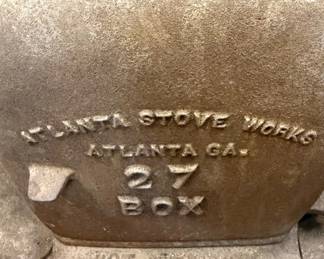 ATLANTA STOVE WORKS
ATLANTA GA.
27
BOX